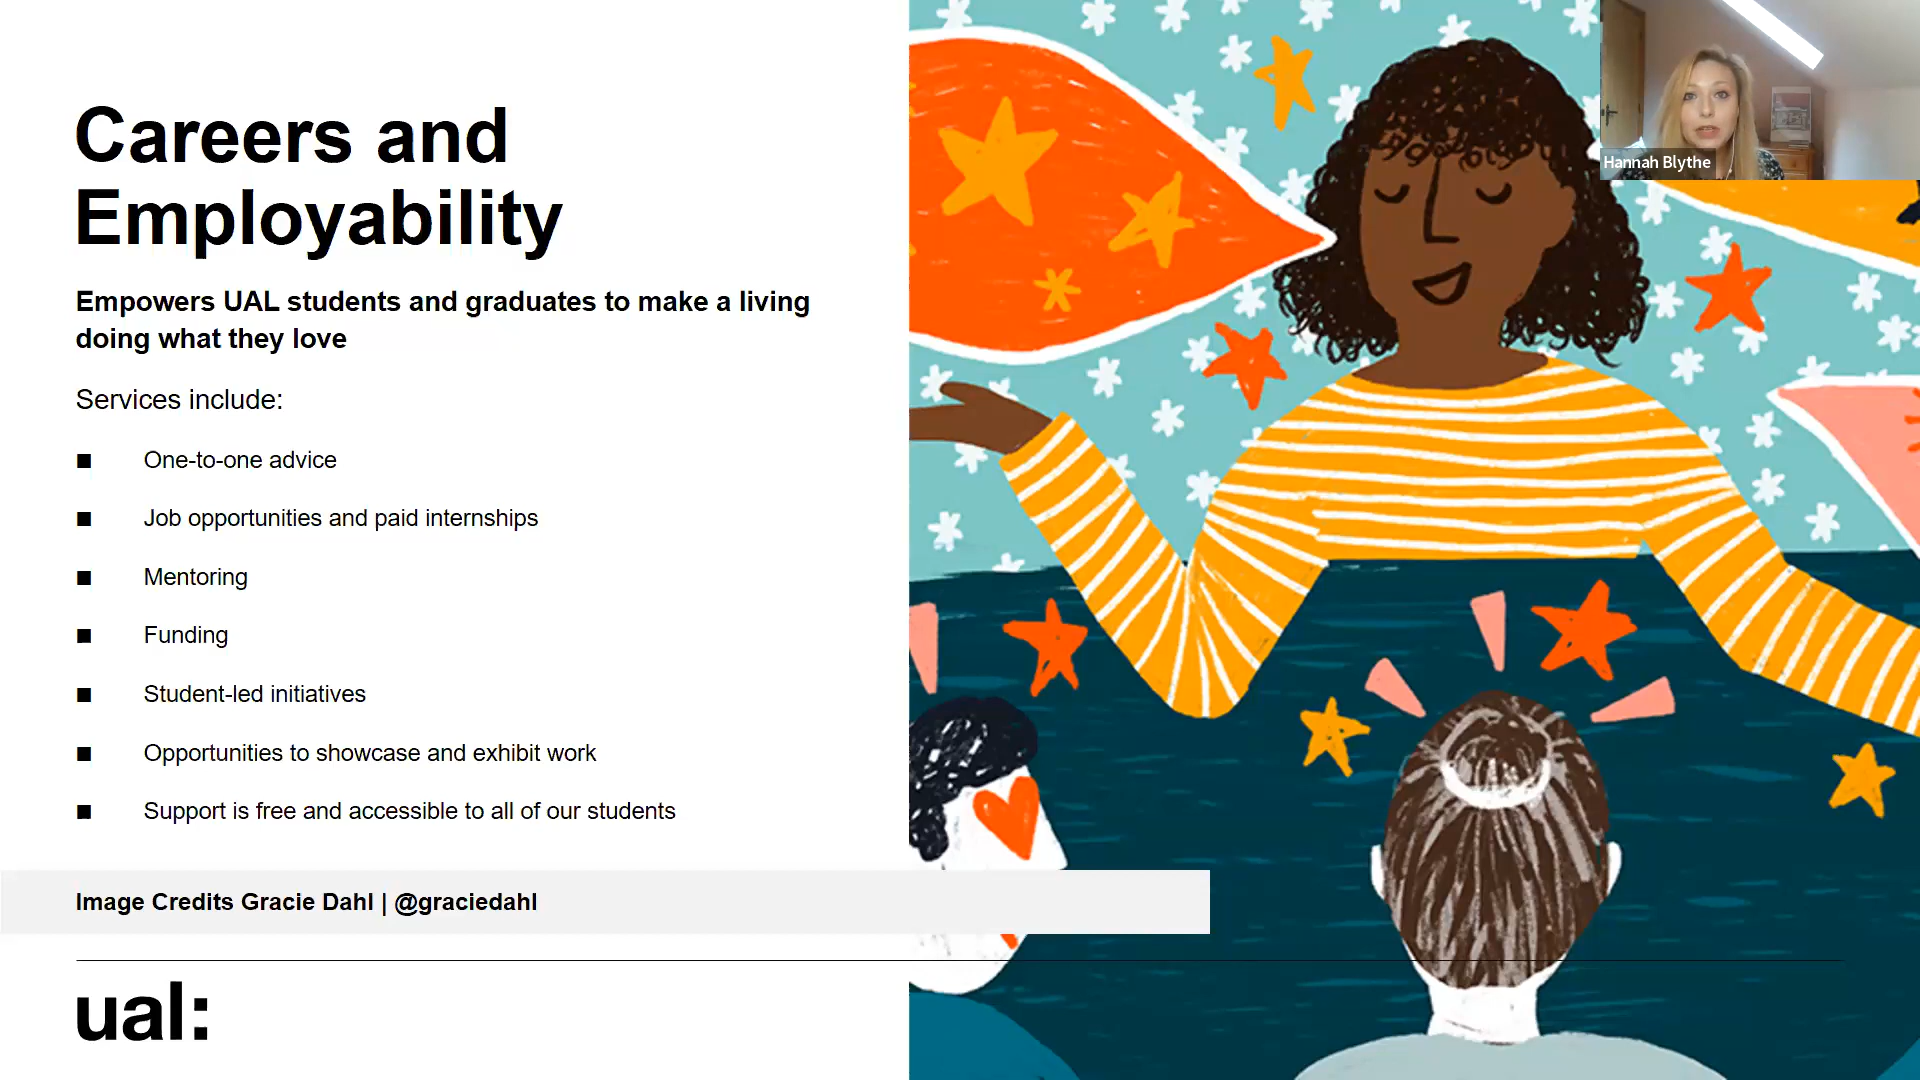 Careers and
Employability
Empowers UAL students and graduates to make a living
doing what they love
Services include:
■ One-to-one advice
■ Job opportunities and paid internships
■ Mentoring
■ Funding
■ Student-led initiatives
■ Opportunities to showcase and exhibit work
■ Support is free and accessible to all of our students
Image Credits Gracie Dahl | @graciedahl
ual:
Hannah Blythe